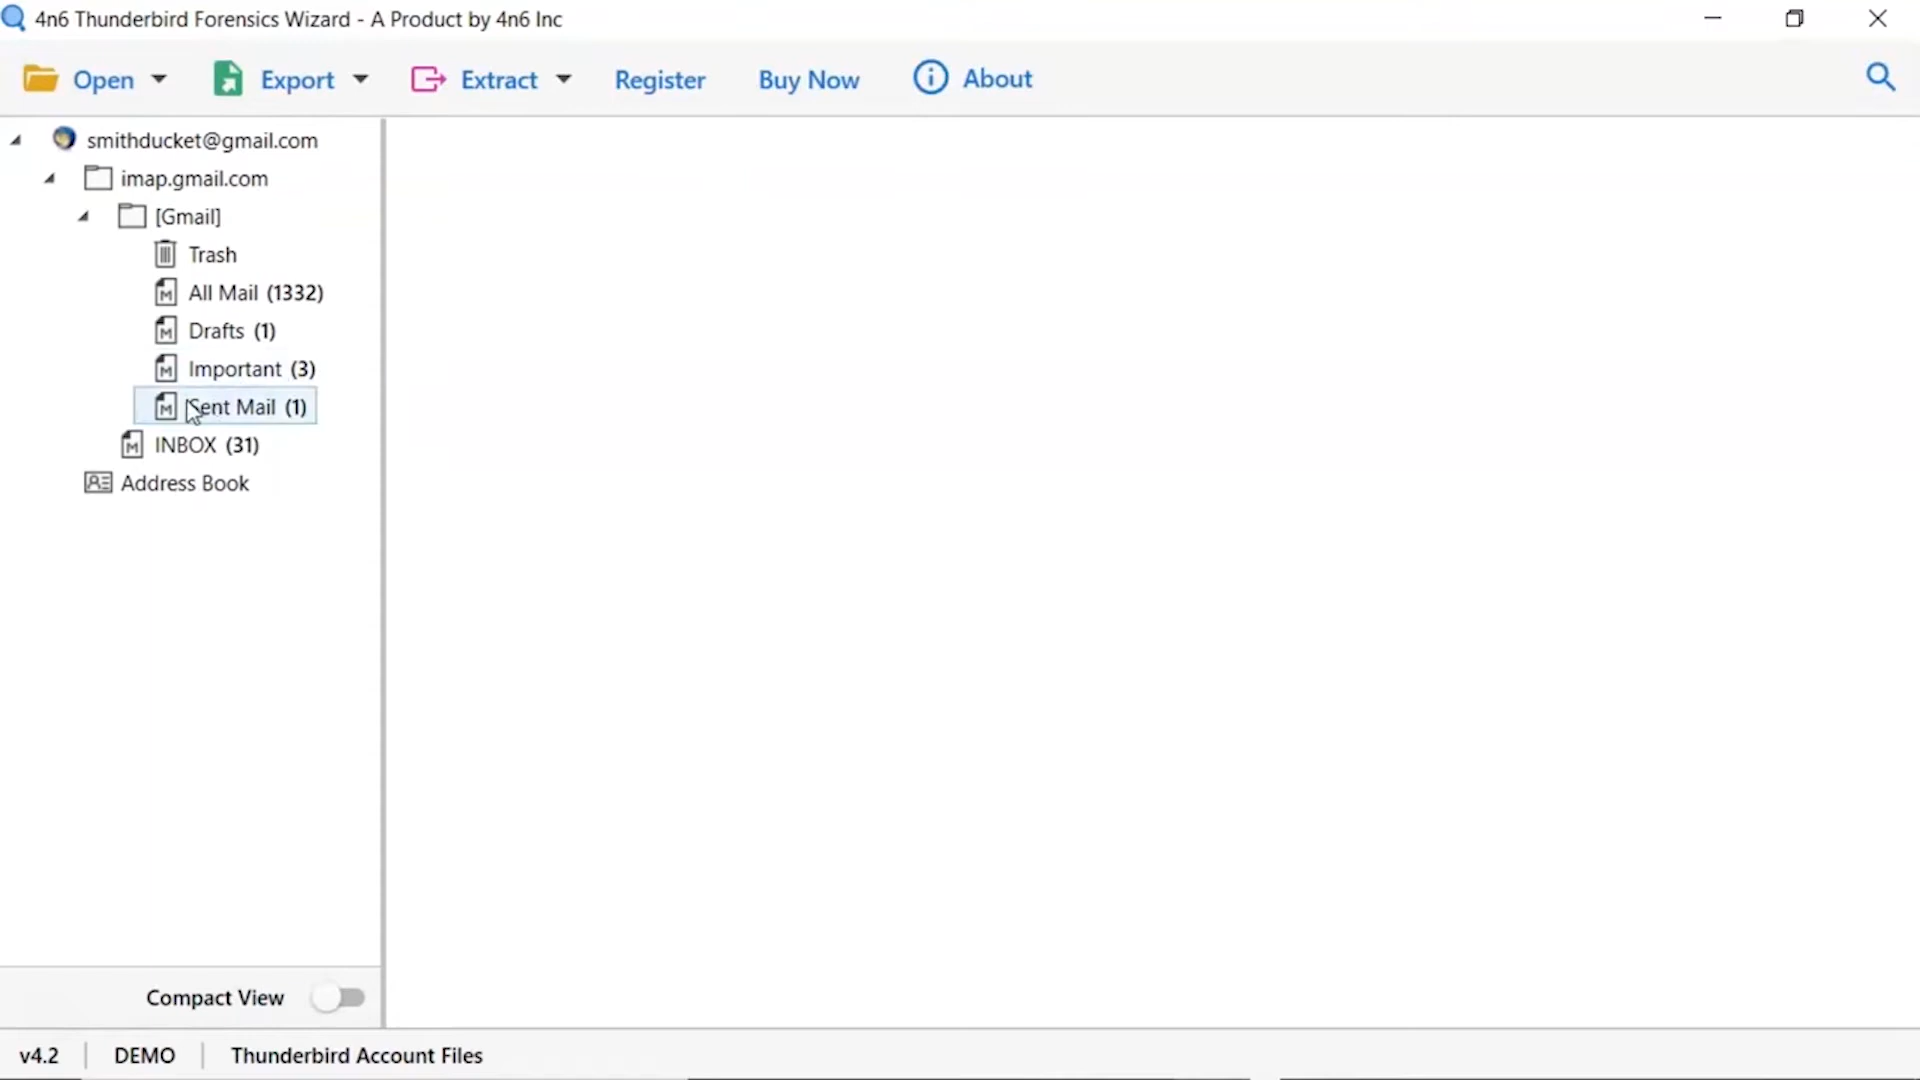 4n6 Thunderbird Forensics Wizard - A Product by 4n6 Inc
Open Export Extract Register Buy Now About
smithducket@gmail.com
imap.gmail.com
[Gmail]
Trash
All Mail (1332)
Drafts (1)
Important (3)
Sent Mail (1)
INBOX (31)
Address Book
Compact View
v4.2 DEMO Thunderbird Account Files